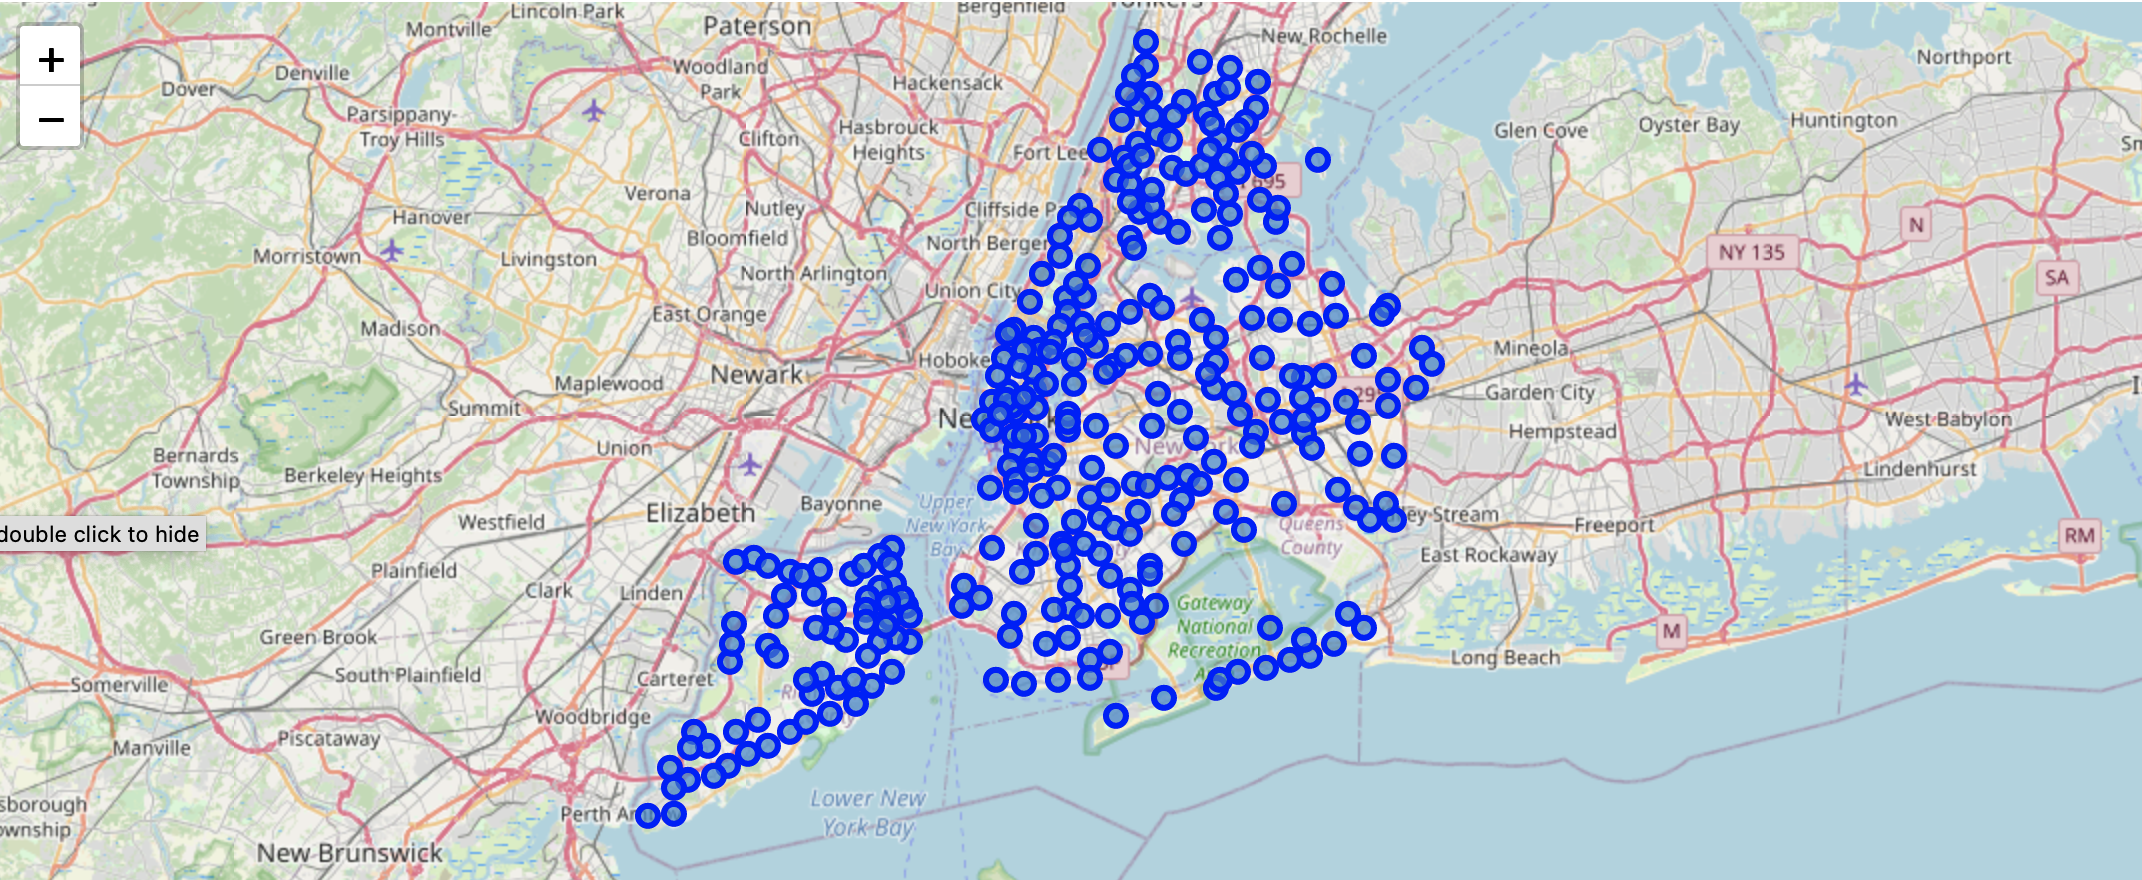 +
−
Lincoln Park
Bergenfield
Montville
Paterson
New Rochelle
Northport
Denville
Woodland
Park
Hackensack
Dover
Parsippany-
Troy Hills
Clifton
Hasbrouck
Heights
Fort Lee
Glen Cove
Oyster Bay
Huntington
695
Verona
Nutley
Cliffside
Hanover
Bloomfield
North Bergen
N
NY 135
Morristown
Livingston
North Arlington
SA
Union City
East Orange
Madison
Mineola
Newark
Maplewood
Garden City
Summit
West Babylon
Union
Hempstead
Bernards
Township
Berkeley Heights
Lindenhurst
Bayonne
Upper
New York
Bay
Elizabeth
Westfield
Queens
County
Freeport
double click to hide
RM
East Rockaway
Plainfield
Clark
Linden
Gateway
National
Recreation
Green Brook
M
Long Beach
South Plainfield
Carteret
Somerville
Woodbridge
Piscataway
Manville
Lower New
York Bay
Perth
New Brunswick